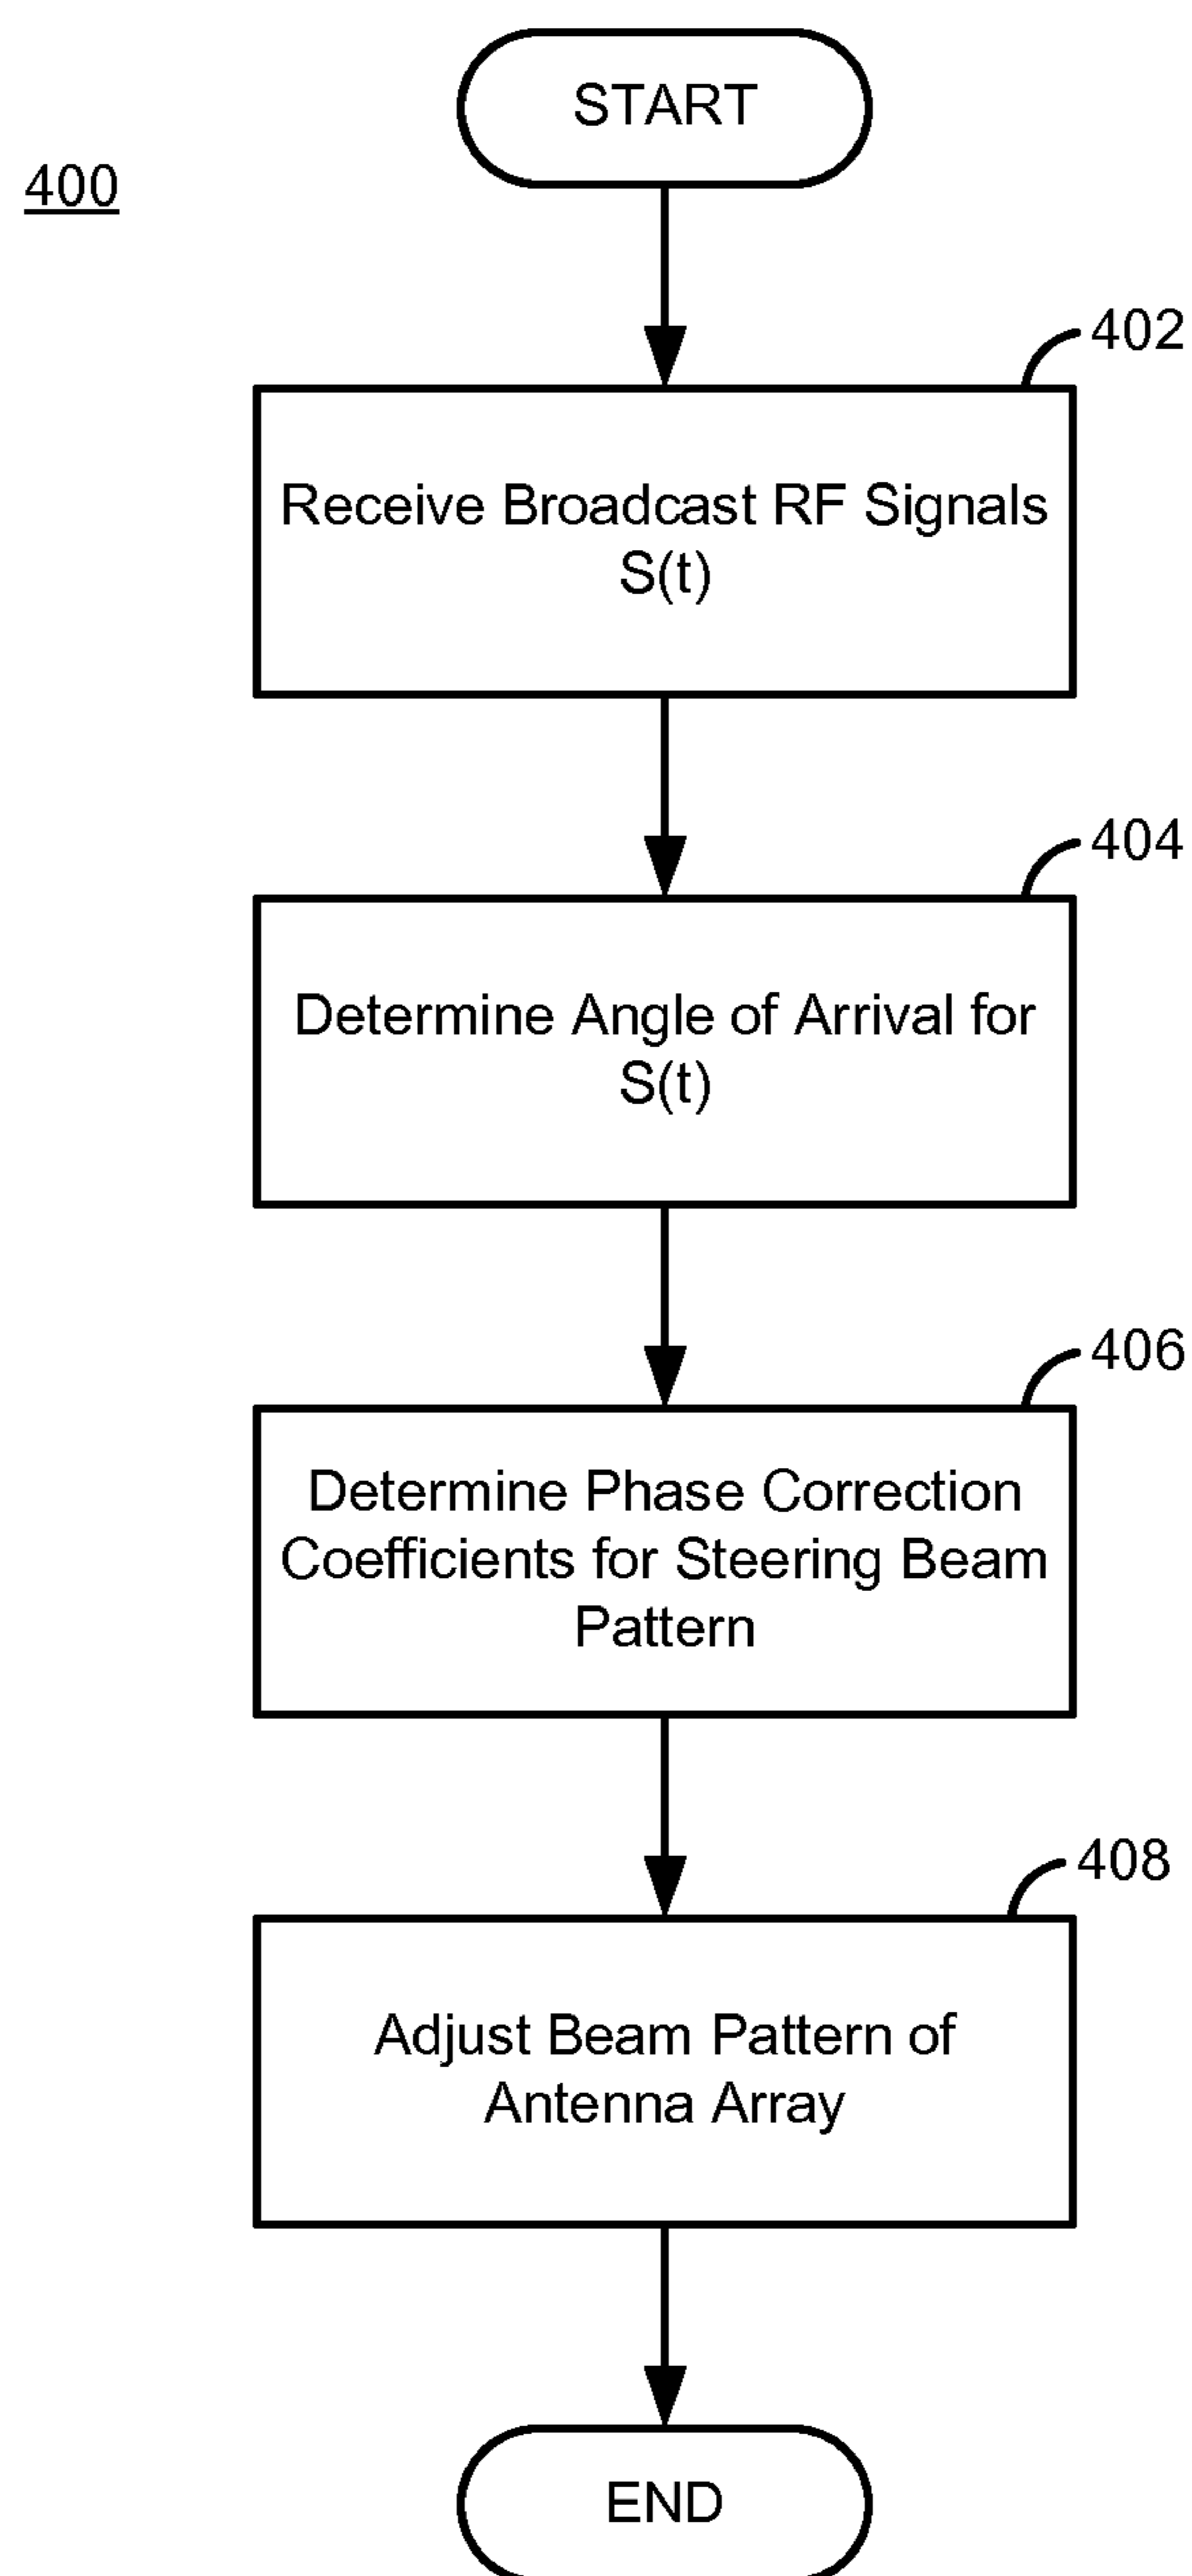 START
400
402
Receive Broadcast RF Signals
S(t)
404
Determine Angle of Arrival for
S(t)
406
Determine Phase Correction
Coefficients for Steering Beam
Pattern
408
Adjust Beam Pattern of
Antenna Array
END